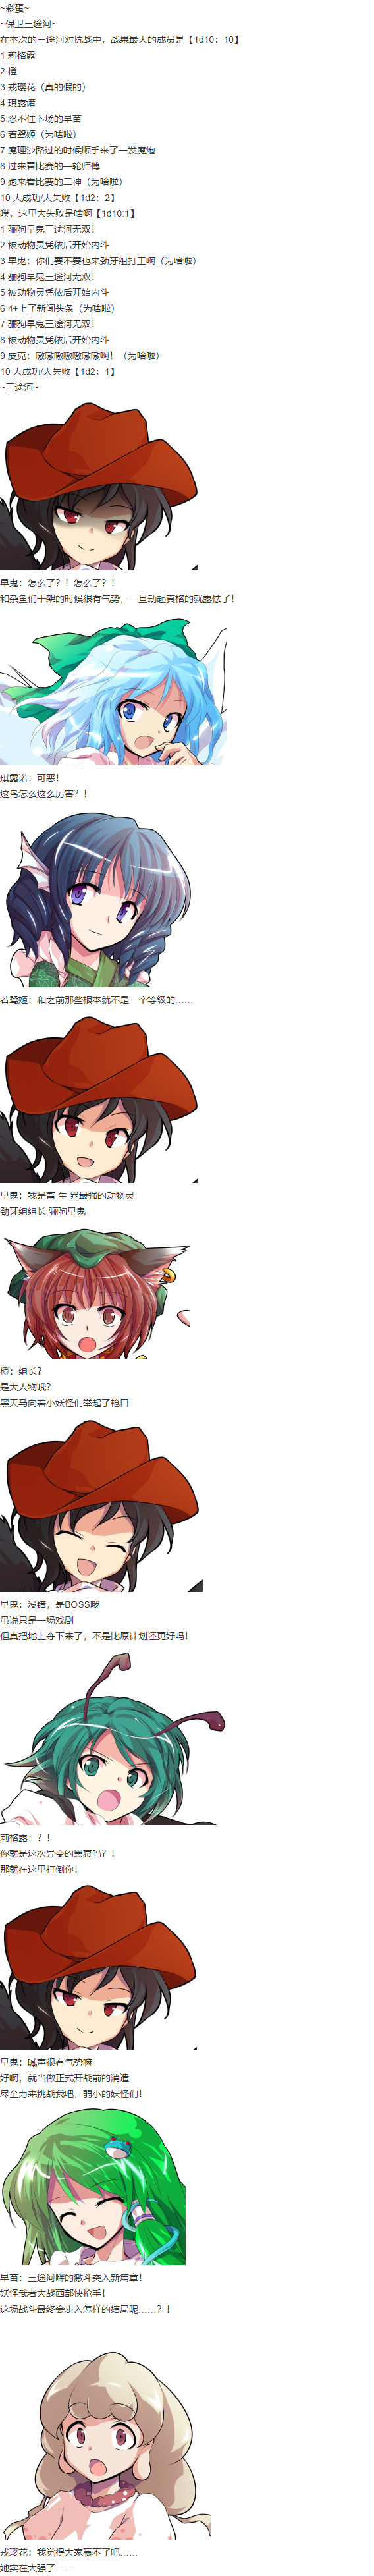 ~彩蛋~
~保卫三途河~
在本次的三途河对抗战中，战果最大的成员是【1d10：10】
1 莉格露
2 橙
3 戎璎花（真的假的）
4 琪露诺
5 忍不住下场的早苗
6 若鹭姬（为啥啦）
7 魔理沙路过的时候顺手来了一发魔炮
8 过来看比赛的一轮师傅
9 跑来看比赛的二神（为啥啦）
10 大成功/大失败【1d2：2】
噗，这里大失败是啥啊【1d10:1】
1 骊驹早鬼三途河无双！
2 被动物灵凭依后开始内斗
3 早鬼：你们要不要也来劲牙组打工啊（为啥啦）
4 骊驹早鬼三途河无双！
5 被动物灵凭依后开始内斗
6 4+上了新闻头条（为啥啦）
7 骊驹早鬼三途河无双！
8 被动物灵凭依后开始内斗
9 皮克：嗷嗷嗷嗷嗷嗷嗷啊！（为啥啦）
10 大成功/大失败【1d2：1】
~三途河~
早鬼：怎么了？！怎么了？！
和杂鱼们干架的时候很有气势，一旦动起真格的就露怯了！
琪露诺：可恶！
这鸟怎么这么厉害？！
若鹭姬：和之前那些根本就不是一个等级的……
早鬼：我是畜 生 界最强的动物灵
劲牙组组长 骊驹早鬼
橙：组长？
是大人物哦？
黑天马向着小妖怪们举起了枪口
早鬼：没错，是BOSS哦
虽说只是一场戏剧
但真把地上夺下来了，不是比原计划还更好吗！
莉格露：？！
你就是这次异变的黑幕吗？！
那就在这里打倒你！
早鬼：喊声很有气势嘛
好啊，就当做正式开战前的消遣
尽全力来挑战我吧，弱小的妖怪们！
早苗：三途河畔的激斗突入新篇章！
妖怪武者大战西部快枪手！
这场战斗最终会步入怎样的结局呢……？！
戎璎花：我觉得大家赢不了吧……
她实在太强了……